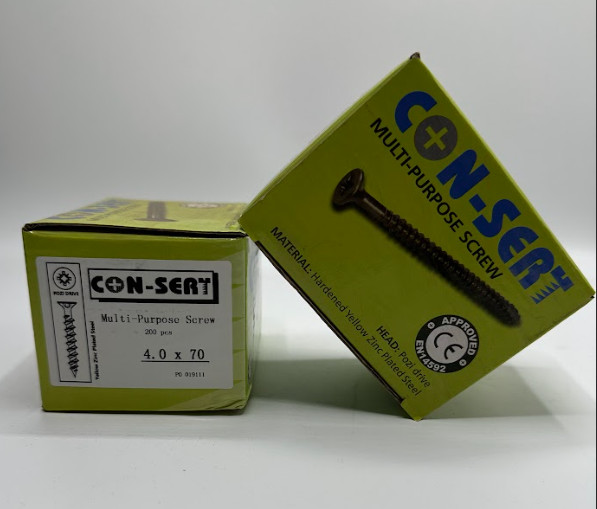 POZI DRIVE
CON-SERT
Multi-Purpose Screw
200 pcs
4.0 x 70
PO 019111
Yellow Zinc Plated Steel
CON-SERT
MULTI-PURPOSE SCREW
MATERIAL: Hardened Yellow Zinc Plated Steel
HEAD: Pozi drive
APPROVED
CE
EN14592